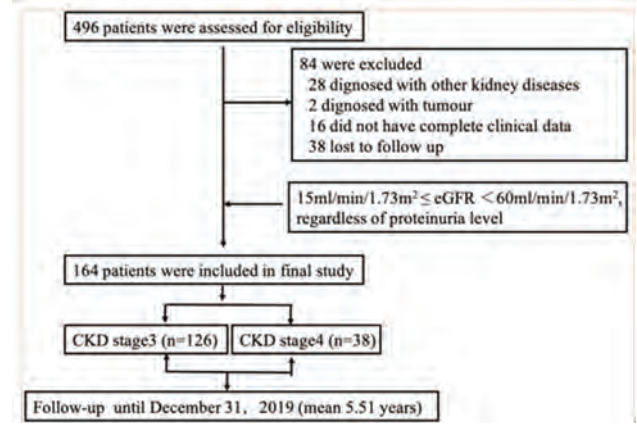 496 patients were assessed for eligibility
84 were excluded
28 dignosed with other kidney diseases
2 dignosed with tumour
16 did not have complete clinical data
38 lost to follow up
15ml/min/1.73m² ≤ eGFR <60ml/min/1.73m²,
regardless of proteinuria level
164 patients were included in final study
CKD stage3 (n=126) CKD stage4 (n=38)
Follow-up until December 31, 2019 (mean 5.51 years)